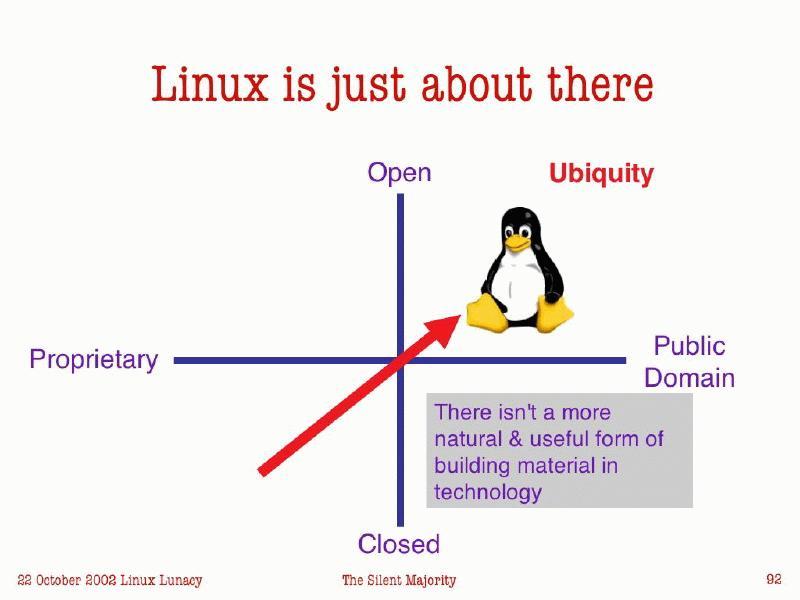 Linux is just about there
Open
Ubiquity
Proprietary
Public
Domain
There isn't a more
natural & useful form of
building material in
technology
Closed
22 October 2002 Linux Lunacy
The Silent Majority
92